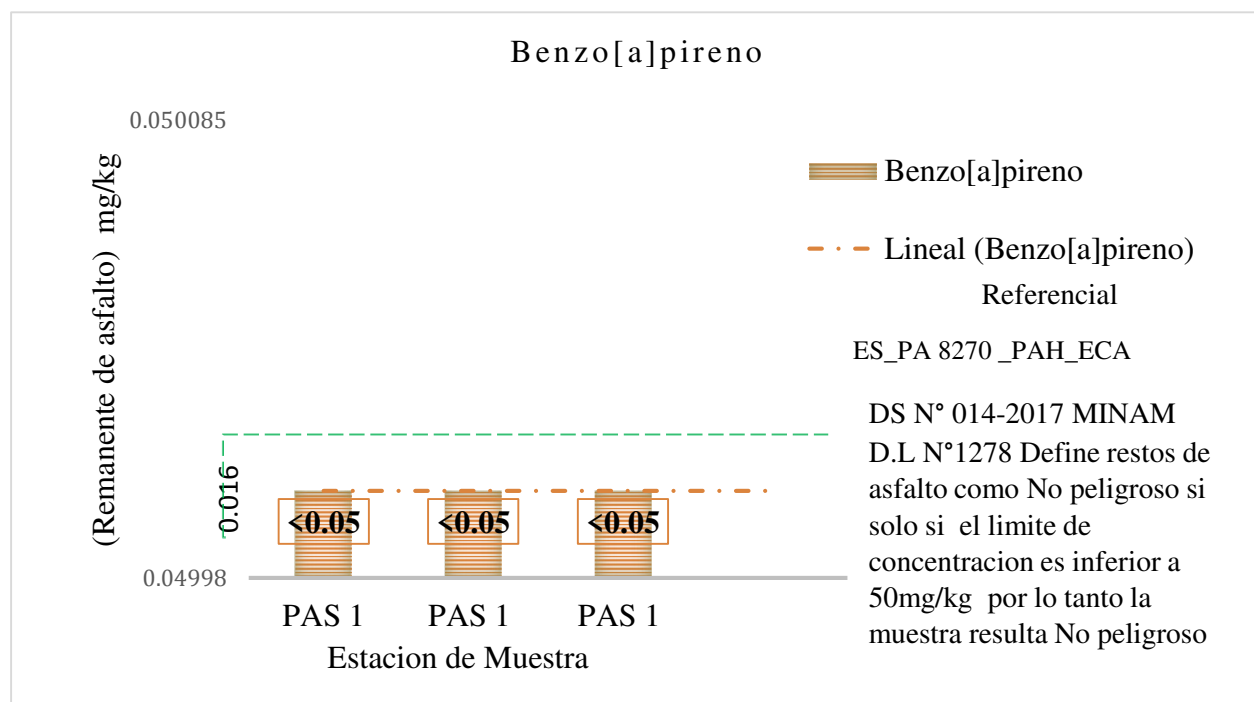 Benzo[a]pireno
0.050085
(Remanente de asfalto) mg/kg
0.016
0.04998
<0.05
<0.05
<0.05
PAS 1
PAS 1
PAS 1
Estacion de Muestra
Benzo[a]pireno
Lineal (Benzo[a]pireno)
Referencial
ES_PA 8270 _PAH_ECA
DS N° 014-2017 MINAM
D.L N°1278 Define restos de
asfalto como No peligroso si
solo si el limite de
concentracion es inferior a
50mg/kg por lo tanto la
muestra resulta No peligroso